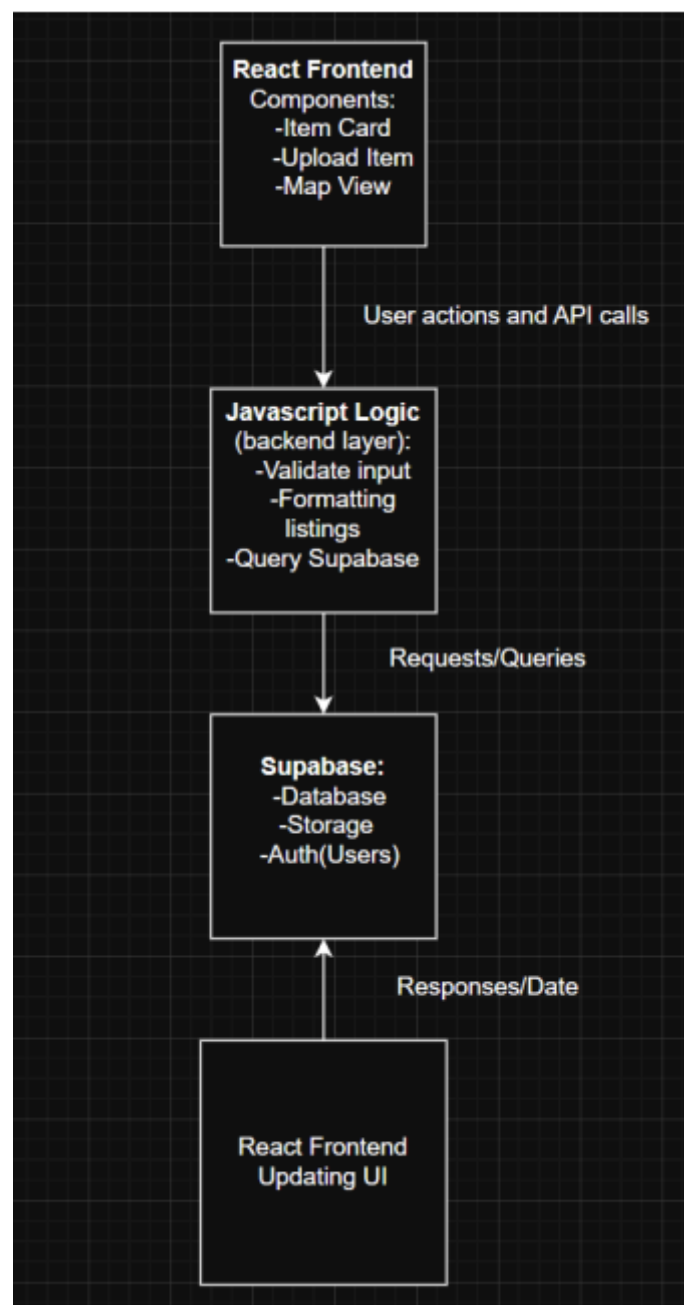 React Frontend
Components:
-Item Card
-Upload Item
-Map View
User actions and API calls
Javascript Logic
(backend layer):
-Validate input
-Formatting
listings
-Query Supabase
Requests/Queries
Supabase:
-Database
-Storage
-Auth(Users)
Responses/Date
React Frontend
Updating UI